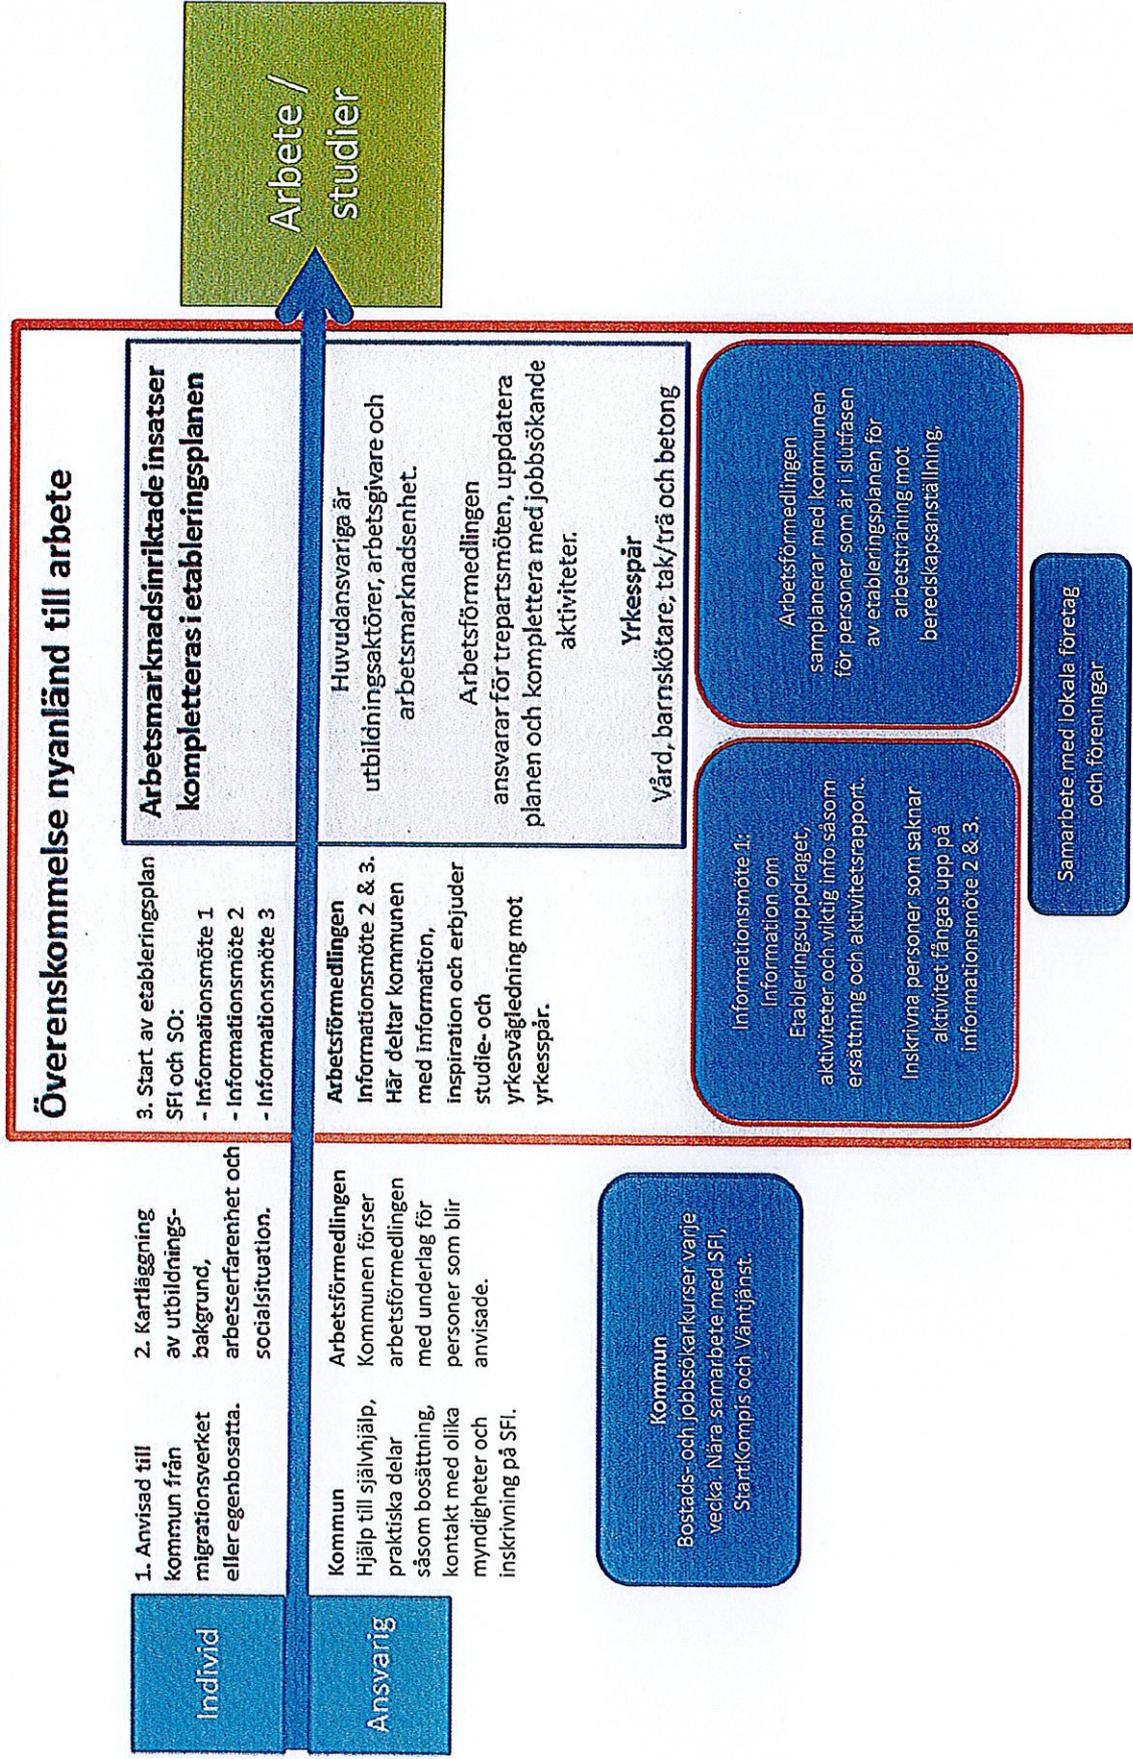 Överenskommelse nyanländ till arbete
Individ
1. Anvisad till
kommun från
migrationsverket
eller egenbosatta.
2. Kartläggning
av utbildnings-
bakgrund,
arbetserfarenhet och
socialsituation.
3. Start av etableringsplan
SFI och SO:
- Informationsmöte 1
- Informationsmöte 2
- Informationsmöte 3
Arbetsmarknadsinriktade insatser
kompletteras i etableringsplanen
Arbete /
studier
Ansvarig
Kommun
Hjälp till självhjälp,
praktiska delar
såsom bosättning,
kontakt med olika
myndigheter och
inskrivning på SFI.
Arbetsförmedlingen
Kommunen förser
arbetsförmedlingen
med underlag för
personer som blir
anvisade.
Arbetsförmedlingen
Informationsmöte 2 & 3.
Här deltar kommunen
med information,
inspiration och erbjuder
studie- och
yrkesvägledning mot
yrkesspår.
Huvudansvariga är
utbildningsaktörer, arbetsgivare och
arbetsmarknadsenhet.
Arbetsförmedlingen
ansvarar för trepartsmöten, uppdatera
planen och komplettera med jobbsökande
aktiviteter.
Yrkesspår
Vård, barnskötare, tak/trä och betong
Kommun
Bostads- och jobbsökarkurser varje
vecka. Nära samarbete med SFI,
StartKompis och Väntjänst.
Informationsmöte 1:
Information om
Etableringsuppdraget,
aktiviteter och viktig info såsom
ersättning och aktivitetsrapport.
Inskrivna personer som saknar
aktivitet fångas upp på
informationsmöte 2 & 3.
Arbetsförmedlingen
samplanerar med kommunen
för personer som är i slutfasen
av etableringsplanen för
arbetsträning mot
beredskapsanställning.
Samarbete med lokala företag
och föreningar